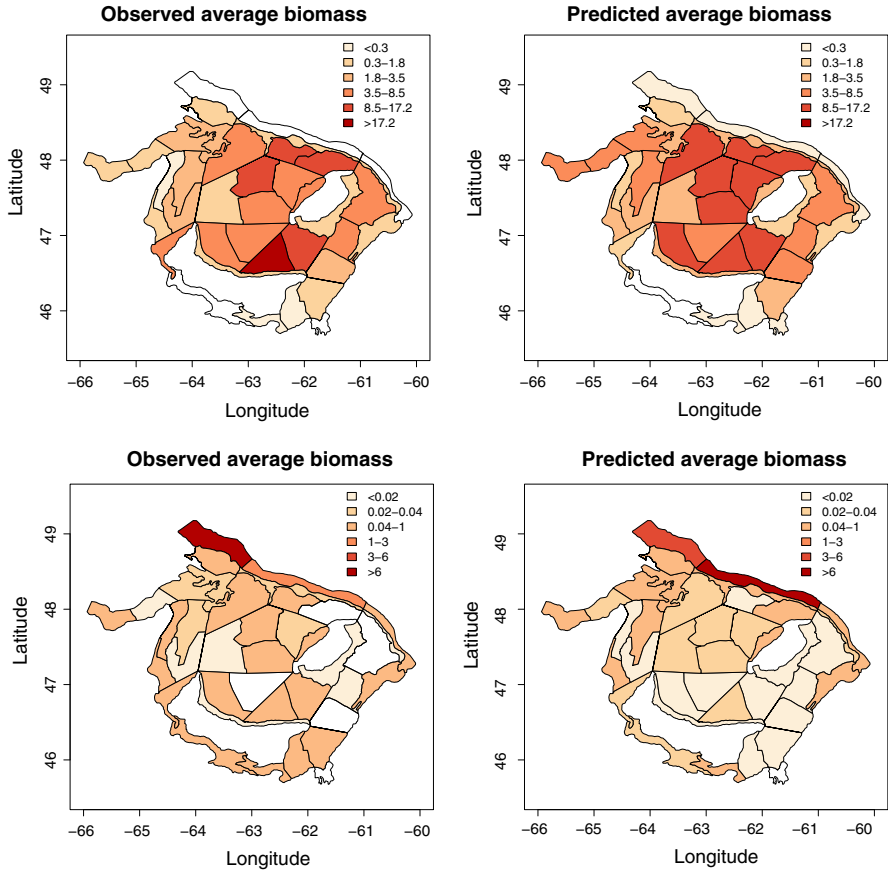 Observed average biomass
<0.3
0.3−1.8
1.8−3.5
3.5−8.5
8.5−17.2
>17.2
Latitude
49
48
47
46
−66 −65 −64 −63 −62 −61 −60
Longitude
Predicted average biomass
<0.3
0.3−1.8
1.8−3.5
3.5−8.5
8.5−17.2
>17.2
Latitude
49
48
47
46
−66 −65 −64 −63 −62 −61 −60
Longitude
Observed average biomass
<0.02
0.02−0.04
0.04−1
1−3
3−6
>6
Latitude
49
48
47
46
−66 −65 −64 −63 −62 −61 −60
Longitude
Predicted average biomass
<0.02
0.02−0.04
0.04−1
1−3
3−6
>6
Latitude
49
48
47
46
−66 −65 −64 −63 −62 −61 −60
Longitude